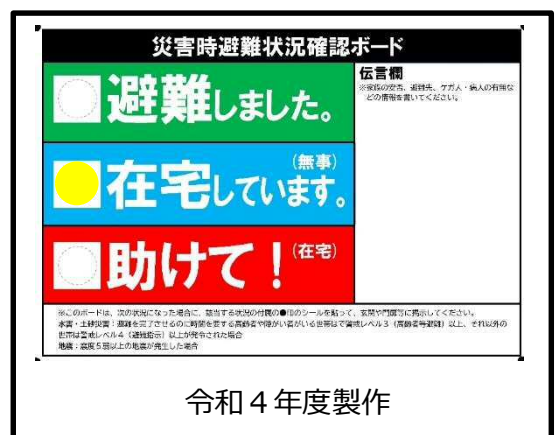 災害時避難状況確認ボード
避難しました。
(無事)
在宅しています。
助けて！(在宅)
伝言欄
※家族の安否、避難先、ケガ人・病人の有無な
どの情報を書いてください。
※このボードは、次の状況になった場合に、該当する状況の付属の●印のシールを貼って、玄関や門扉等に掲示してください。
水害・土砂災害：避難を完了させるのに時間を要する高齢者や障がい者がいる世帯は警戒レベル３（高齢者等避難）以上、それ以外の
世帯は警戒レベル４（避難指示）以上が発令された場合
地震：震度５弱以上の地震が発生した場合
令和４年度製作